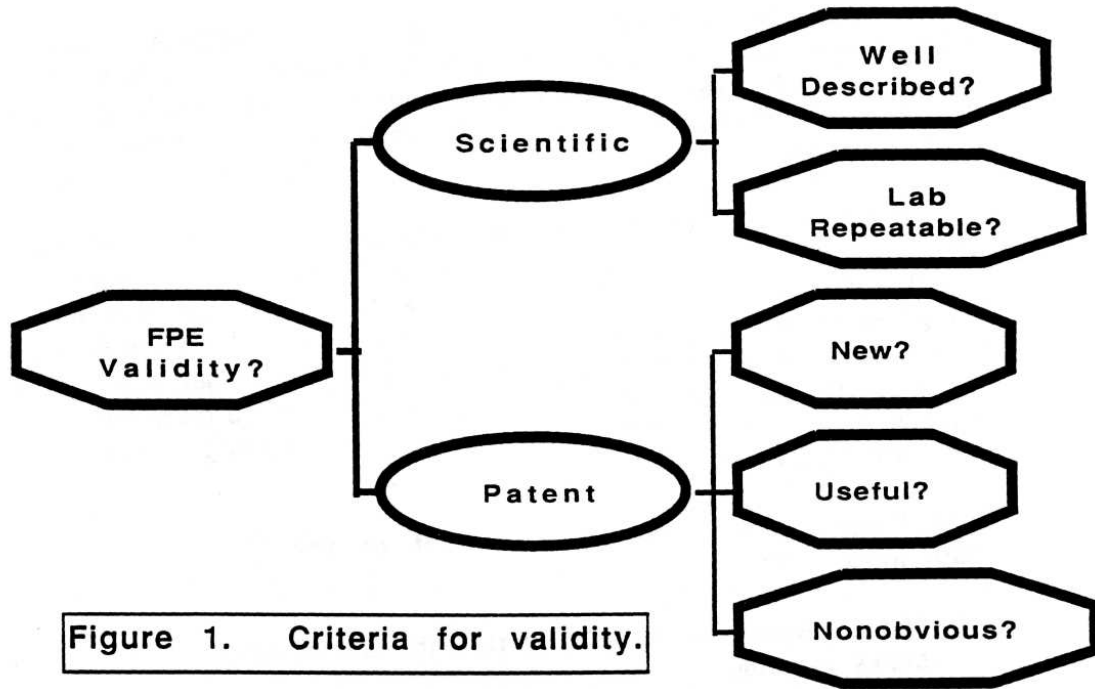 Well
Described?
Scientific
Lab
Repeatable?
FPE
Validity?
New?
Patent
Useful?
Nonobvious?
Figure 1. Criteria for validity.